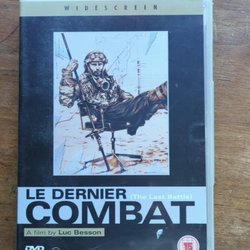 WIDESCREEN
LE DERNIER
(The Last Battle)
COMBAT
A film by Luc Besson
15
DVD